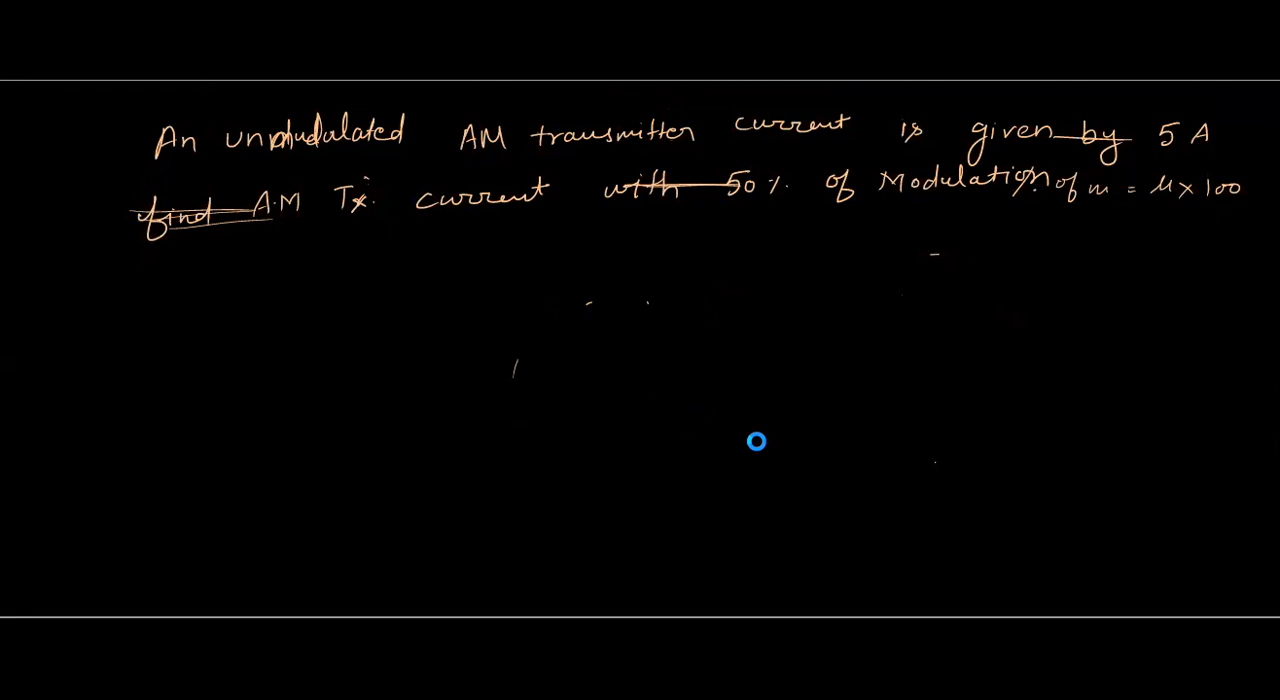 An unmodulated AM transmitter current is given by 5 A
find A.M Tx. current with 50%. of Modulation of m = μ x 100